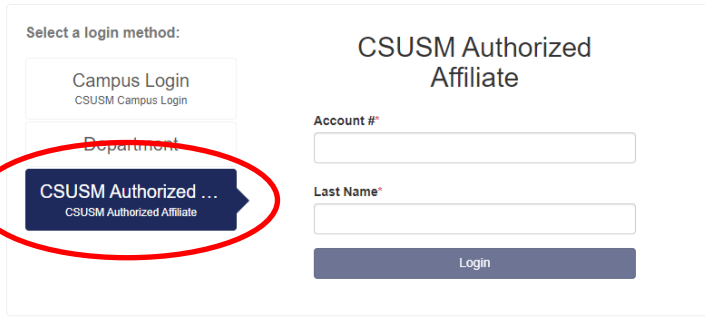 Select a login method:
Campus Login
CSUSM Campus Login
Department
CSUSM Authorized ...
CSUSM Authorized Affiliate
CSUSM Authorized
Affiliate
Account #*
Last Name*
Login